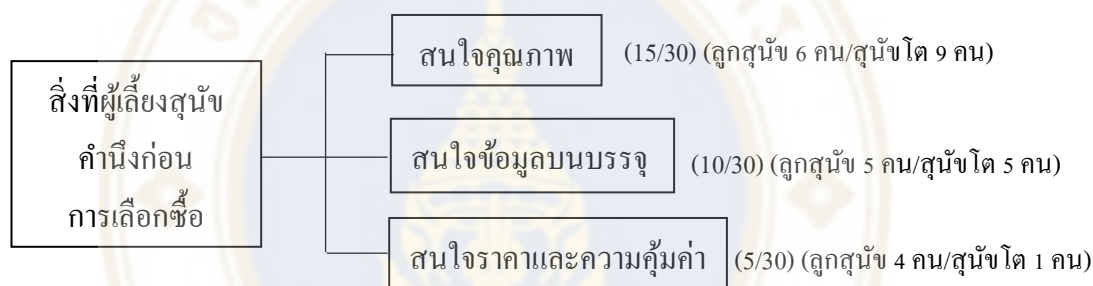 สนใจคุณภาพ (15/30) (ลูกสุนัข 6 คน/สุนัขโต 9 คน)
สิ่งที่ผู้เลี้ยงสุนัข
คำนึงก่อน
การเลือกซื้อ
สนใจข้อมูลบนบรรจุ (10/30) (ลูกสุนัข 5 คน/สุนัขโต 5 คน)
สนใจราคาและความคุ้มค่า (5/30) (ลูกสุนัข 4 คน/สุนัขโต 1 คน)